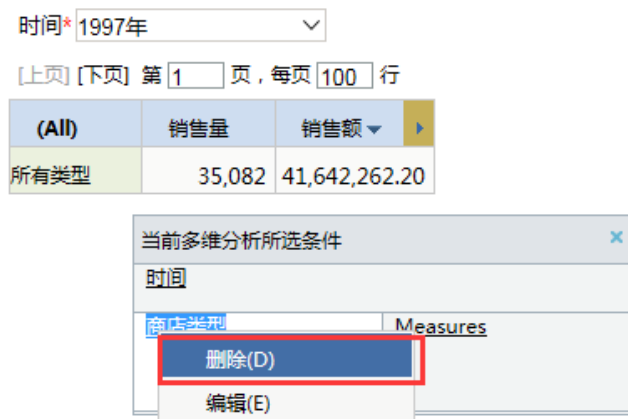 时间* 1997年
[上页] [下页] 第 1 页，每页 100 行
(All) 销售量 销售额
所有类型 35,082 41,642,262.20
当前多维分析所选条件
时间
商店类型 Measures
删除(D)
编辑(E)